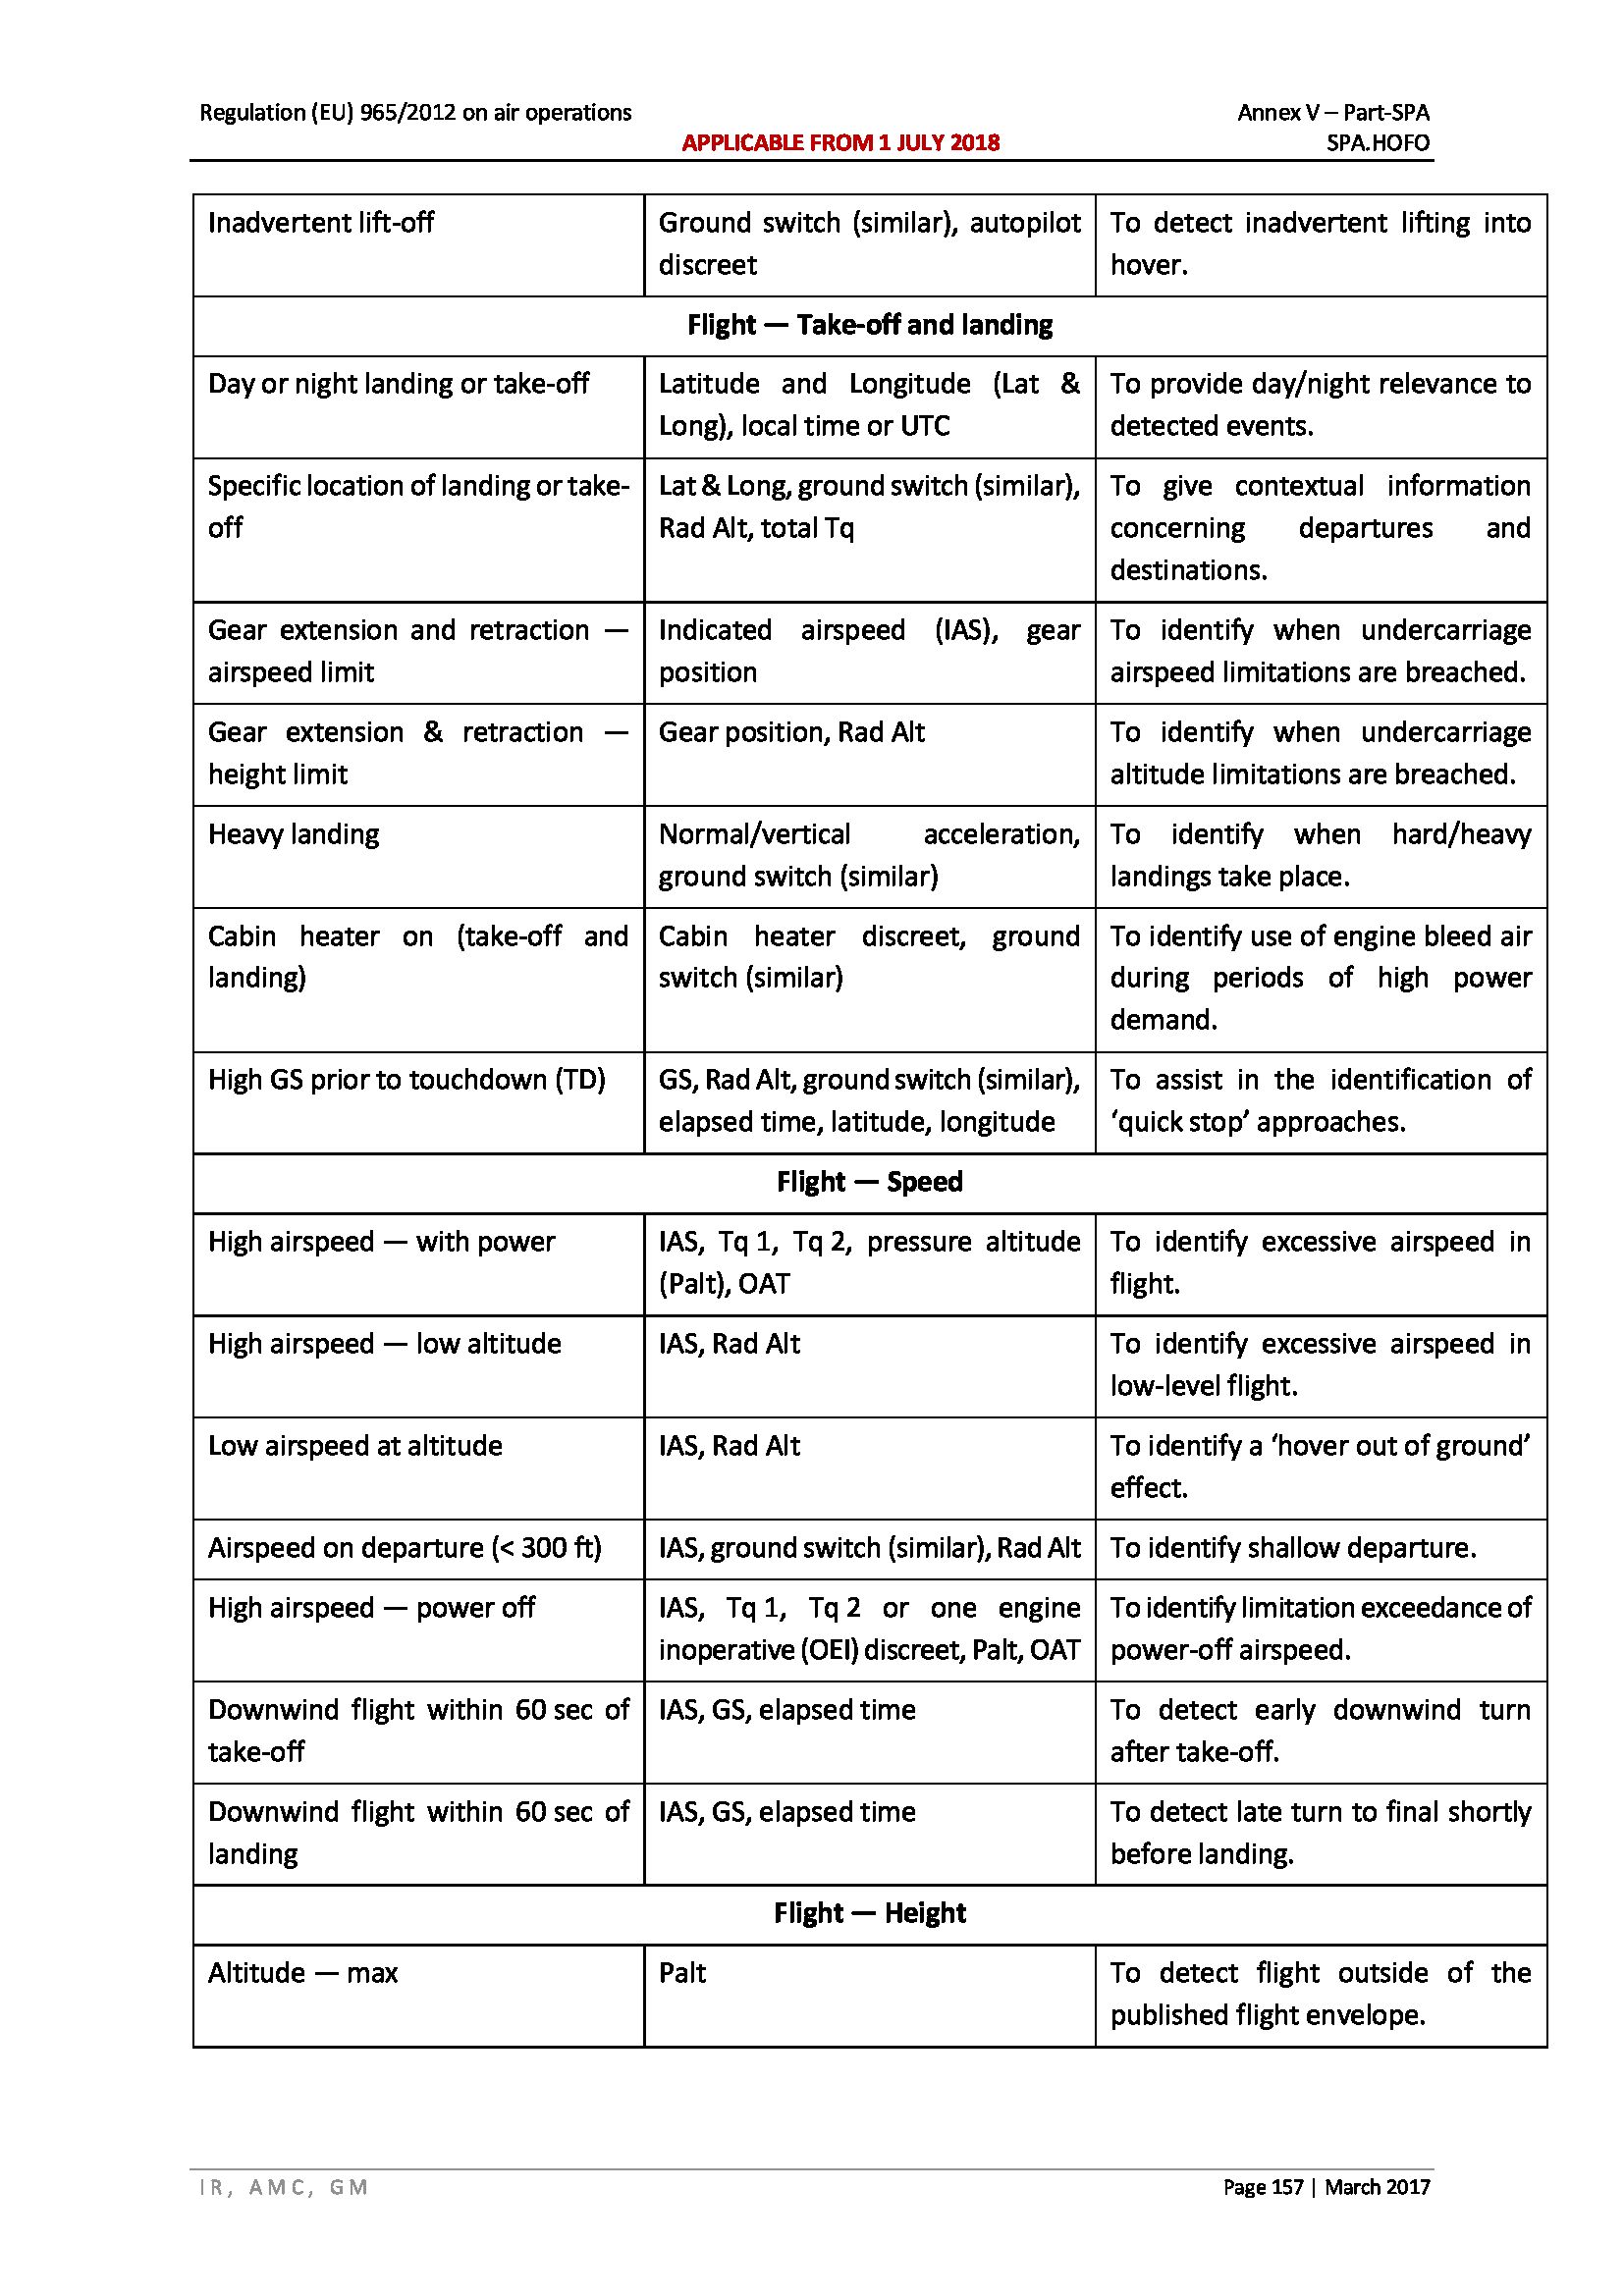 Regulation (EU) 965/2012 on air operations
Annex V – Part-SPA
APPLICABLE FROM 1 JULY 2018
SPA.HOFO
Inadvertent lift-off
Ground switch (similar), autopilot
discreet
To detect inadvertent lifting into
hover.
Flight — Take-off and landing
Day or night landing or take-off
Latitude and Longitude (Lat &
Long), local time or UTC
To provide day/night relevance to
detected events.
Specific location of landing or take-
off
Lat & Long, ground switch (similar),
Rad Alt, total Tq
To give contextual information
concerning departures and
destinations.
Gear extension and retraction —
airspeed limit
Indicated airspeed (IAS), gear
position
To identify when undercarriage
airspeed limitations are breached.
Gear extension & retraction —
height limit
Gear position, Rad Alt
To identify when undercarriage
altitude limitations are breached.
Heavy landing
Normal/vertical acceleration,
ground switch (similar)
To identify when hard/heavy
landings take place.
Cabin heater on (take-off and
landing)
Cabin heater discreet, ground
switch (similar)
To identify use of engine bleed air
during periods of high power
demand.
High GS prior to touchdown (TD)
GS, Rad Alt, ground switch (similar),
elapsed time, latitude, longitude
To assist in the identification of
‘quick stop’ approaches.
Flight — Speed
High airspeed — with power
IAS, Tq 1, Tq 2, pressure altitude
(Palt), OAT
To identify excessive airspeed in
flight.
High airspeed — low altitude
IAS, Rad Alt
To identify excessive airspeed in
low-level flight.
Low airspeed at altitude
IAS, Rad Alt
To identify a ‘hover out of ground’
effect.
Airspeed on departure (< 300 ft)
IAS, ground switch (similar), Rad Alt
To identify shallow departure.
High airspeed — power off
IAS, Tq 1, Tq 2 or one engine
inoperative (OEI) discreet, Palt, OAT
To identify limitation exceedance of
power-off airspeed.
Downwind flight within 60 sec of
take-off
IAS, GS, elapsed time
To detect early downwind turn
after take-off.
Downwind flight within 60 sec of
landing
IAS, GS, elapsed time
To detect late turn to final shortly
before landing.
Flight — Height
Altitude — max
Palt
To detect flight outside of the
published flight envelope.
IR, AMC, GM
Page 157 | March 2017